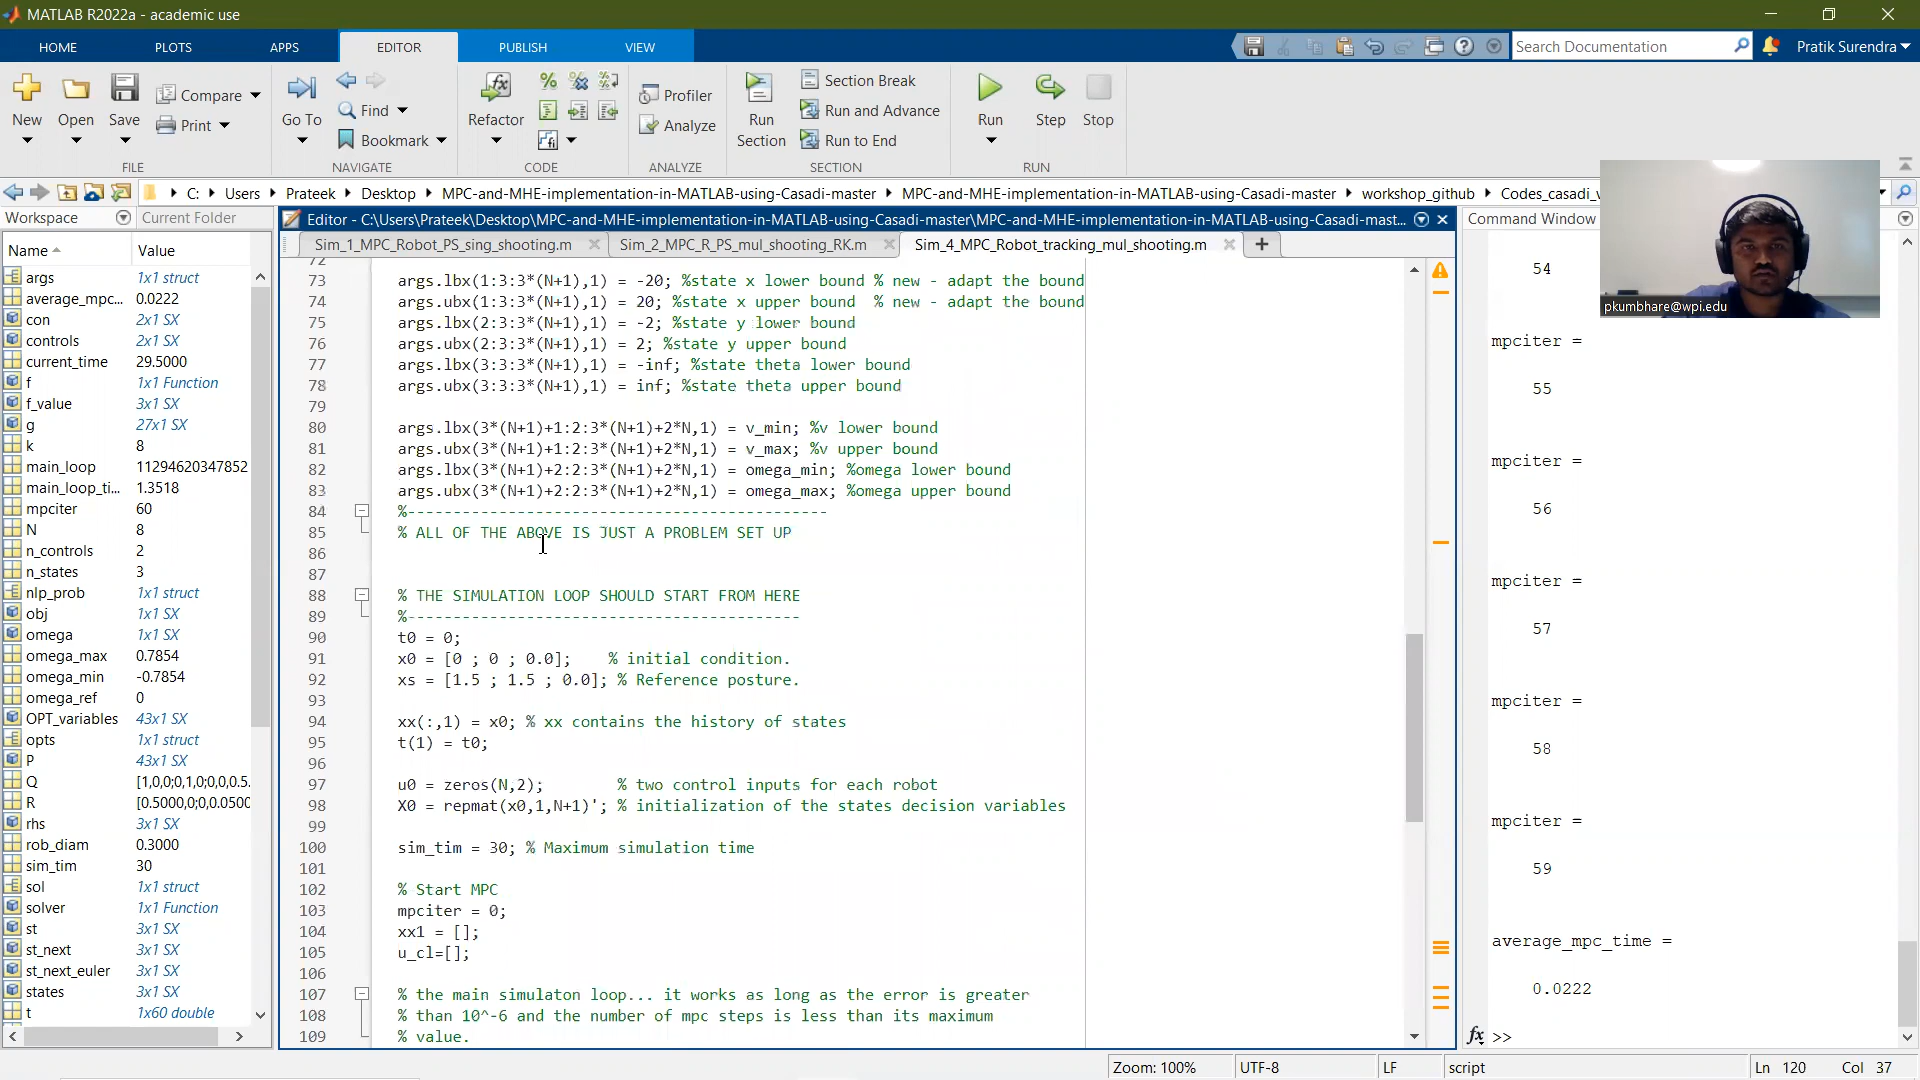 MATLAB R2022a - academic use
HOME PLOTS APPS EDITOR PUBLISH VIEW
Search Documentation
Pratik Surendra
New
Open
Save
Compare
Print
FILE
Go To
Find
Bookmark
NAVIGATE
Refactor
CODE
Profiler
Analyze
ANALYZE
Run Section
Section Break
Run and Advance
Run to End
SECTION
Run
Step
Stop
RUN
C: Users Prateek Desktop MPC-and-MHE-implementation-in-MATLAB-using-Casadi-master MPC-and-MHE-implementation-in-MATLAB-using-Casadi-master workshop_github Codes_casadi_
Workspace
Current Folder
Name Value
args 1x1 struct
average_mpc... 0.0222
con 2x1 SX
controls 2x1 SX
current_time 29.5000
f 1x1 Function
f_value 3x1 SX
g 27x1 SX
k 8
main_loop 11294620347852
main_loop_ti... 1.3518
mpciter 60
N 8
n_controls 2
n_states 3
nlp_prob 1x1 struct
obj 1x1 SX
omega 1x1 SX
omega_max 0.7854
omega_min -0.7854
omega_ref 0
OPT_variables 43x1 SX
opts 1x1 struct
P 43x1 SX
Q [1,0,0;0,1,0;0,0,0.5...
R [0.5000,0;0,0.0500
rhs 3x1 SX
rob_diam 0.3000
sim_tim 30
sol 1x1 struct
solver 1x1 Function
st 3x1 SX
st_next 3x1 SX
st_next_euler 3x1 SX
states 3x1 SX
t 1x60 double
Editor - C:\Users\Prateek\Desktop\MPC-and-MHE-implementation-in-MATLAB-using-Casadi-master\MPC-and-MHE-implementation-in-MATLAB-using-Casadi-mast...
Sim_1_MPC_Robot_PS_sing_shooting.m
Sim_2_MPC_R_PS_mul_shooting_RK.m
Sim_4_MPC_Robot_tracking_mul_shooting.m
72
73 args.lbx(1:3:3*(N+1),1) = -20; %state x lower bound % new - adapt the bound
74 args.ubx(1:3:3*(N+1),1) = 20; %state x upper bound % new - adapt the bound
75 args.lbx(2:3:3*(N+1),1) = -2; %state y lower bound
76 args.ubx(2:3:3*(N+1),1) = 2; %state y upper bound
77 args.lbx(3:3:3*(N+1),1) = -inf; %state theta lower bound
78 args.ubx(3:3:3*(N+1),1) = inf; %state theta upper bound
79
80 args.lbx(3*(N+1)+1:2:3*(N+1)+2*N,1) = v_min; %v lower bound
81 args.ubx(3*(N+1)+1:2:3*(N+1)+2*N,1) = v_max; %v upper bound
82 args.lbx(3*(N+1)+2:2:3*(N+1)+2*N,1) = omega_min; %omega lower bound
83 args.ubx(3*(N+1)+2:2:3*(N+1)+2*N,1) = omega_max; %omega upper bound
84 %----------------------------------------------
85 % ALL OF THE ABOVE IS JUST A PROBLEM SET UP
86
87
88 % THE SIMULATION LOOP SHOULD START FROM HERE
89 %-------------------------------------------
90 t0 = 0;
91 x0 = [0 ; 0 ; 0.0]; % initial condition.
92 xs = [1.5 ; 1.5 ; 0.0]; % Reference posture.
93
94 xx(:,1) = x0; % xx contains the history of states
95 t(1) = t0;
96
97 u0 = zeros(N,2); % two control inputs for each robot
98 X0 = repmat(x0,1,N+1)'; % initialization of the states decision variables
99
100 sim_tim = 30; % Maximum simulation time
101
102 % Start MPC
103 mpciter = 0;
104 xx1 = [];
105 u_cl=[];
106
107 % the main simulaton loop... it works as long as the error is greater
108 % than 10^-6 and the number of mpc steps is less than its maximum
109 % value.
Command Window
54
mpciter =
55
mpciter =
56
mpciter =
57
mpciter =
58
mpciter =
59
average_mpc_time =
0.0222
fx >>
pkumbhare@wpi.edu
Zoom: 100% UTF-8 LF script Ln 120 Col 37